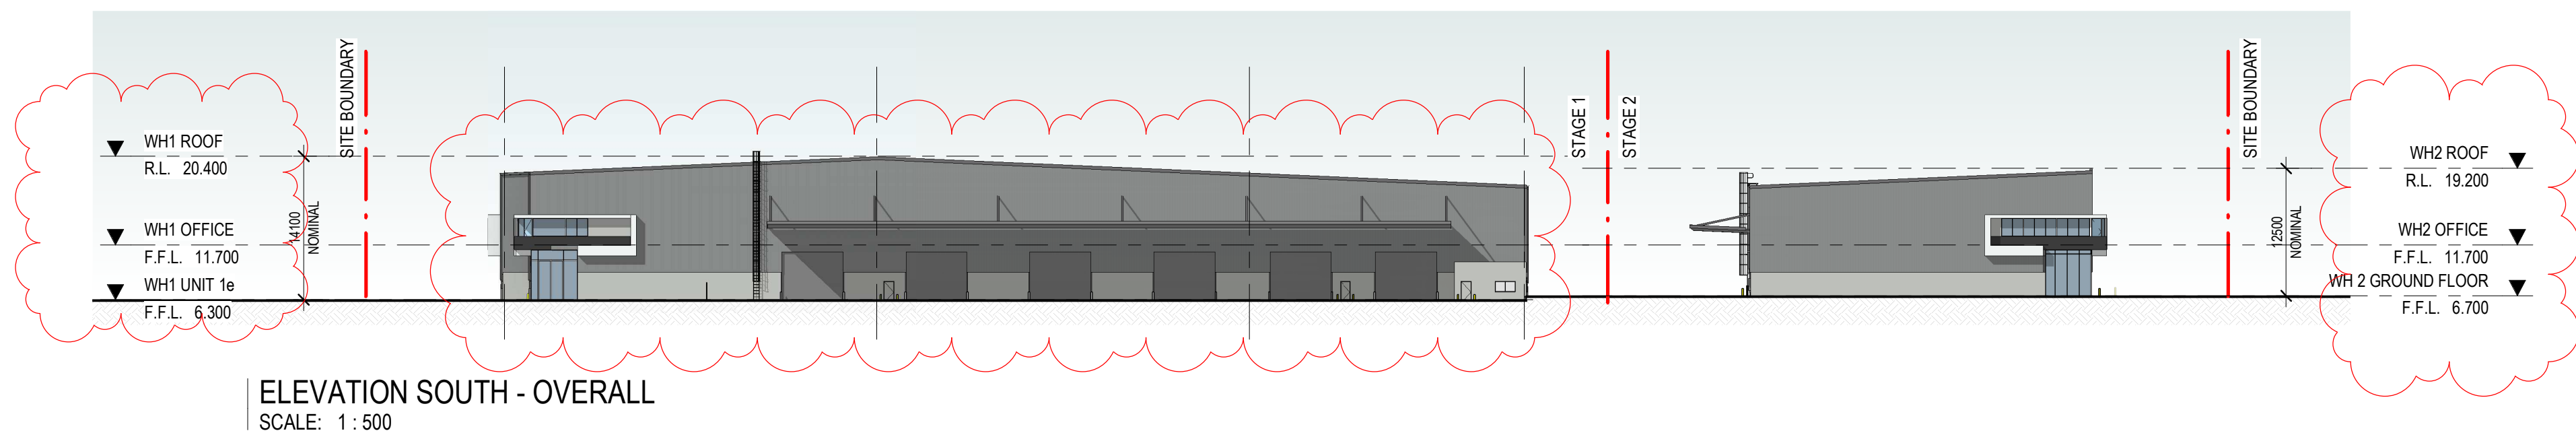 SITE BOUNDARY
WH1 ROOF
R.L. 20.400
WH1 OFFICE
F.F.L. 11.700
WH1 UNIT 1e
F.F.L. 6.300
14100
NOMINAL
STAGE 1
STAGE 2
SITE BOUNDARY
WH2 ROOF
R.L. 19.200
WH2 OFFICE
F.F.L. 11.700
WH 2 GROUND FLOOR
F.F.L. 6.700
12500
NOMINAL
ELEVATION SOUTH - OVERALL
SCALE: 1 : 500